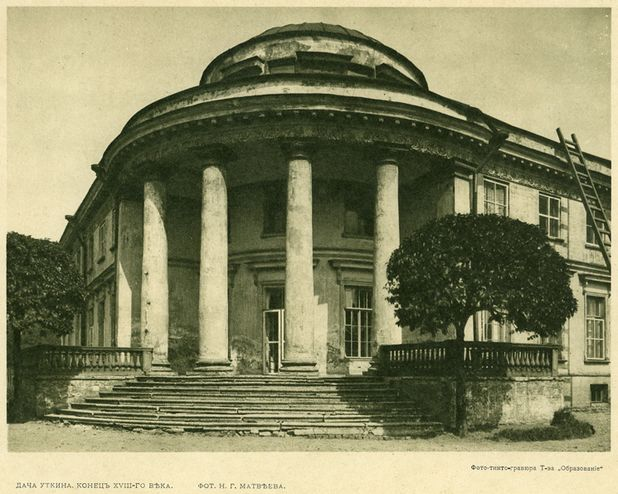 Фото-тинто-гравюра Т-ва „Образованіе“
ДАЧА УТКИНА. КОНЕЦЪ XVIII-ГО ВѢКА. ФОТ. Н. Г. МАТВѢЕВА.